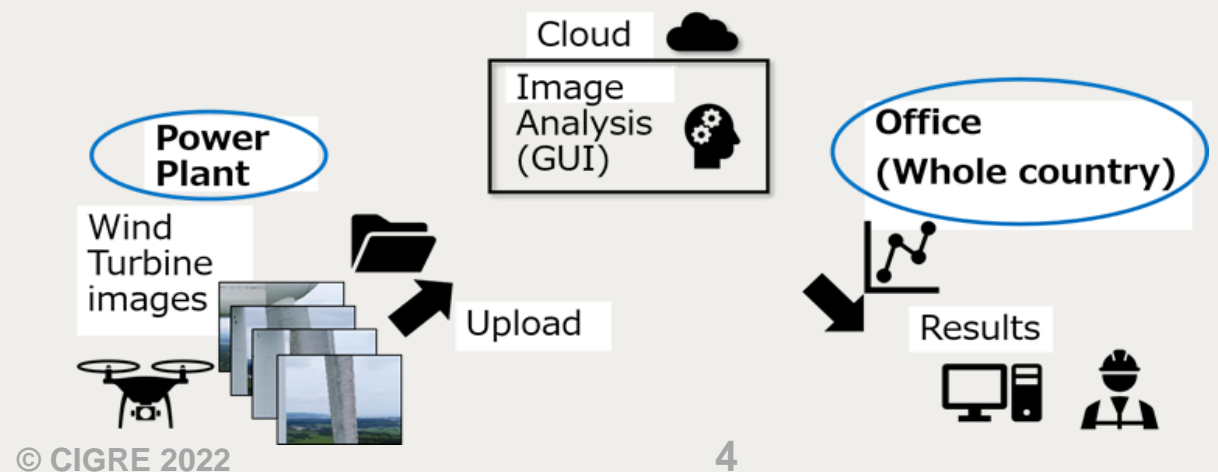 Cloud
Image
Analysis
(GUI)
Power
Plant
Office
(Whole country)
Wind
Turbine
images
Upload
Results
© CIGRE 2022
4